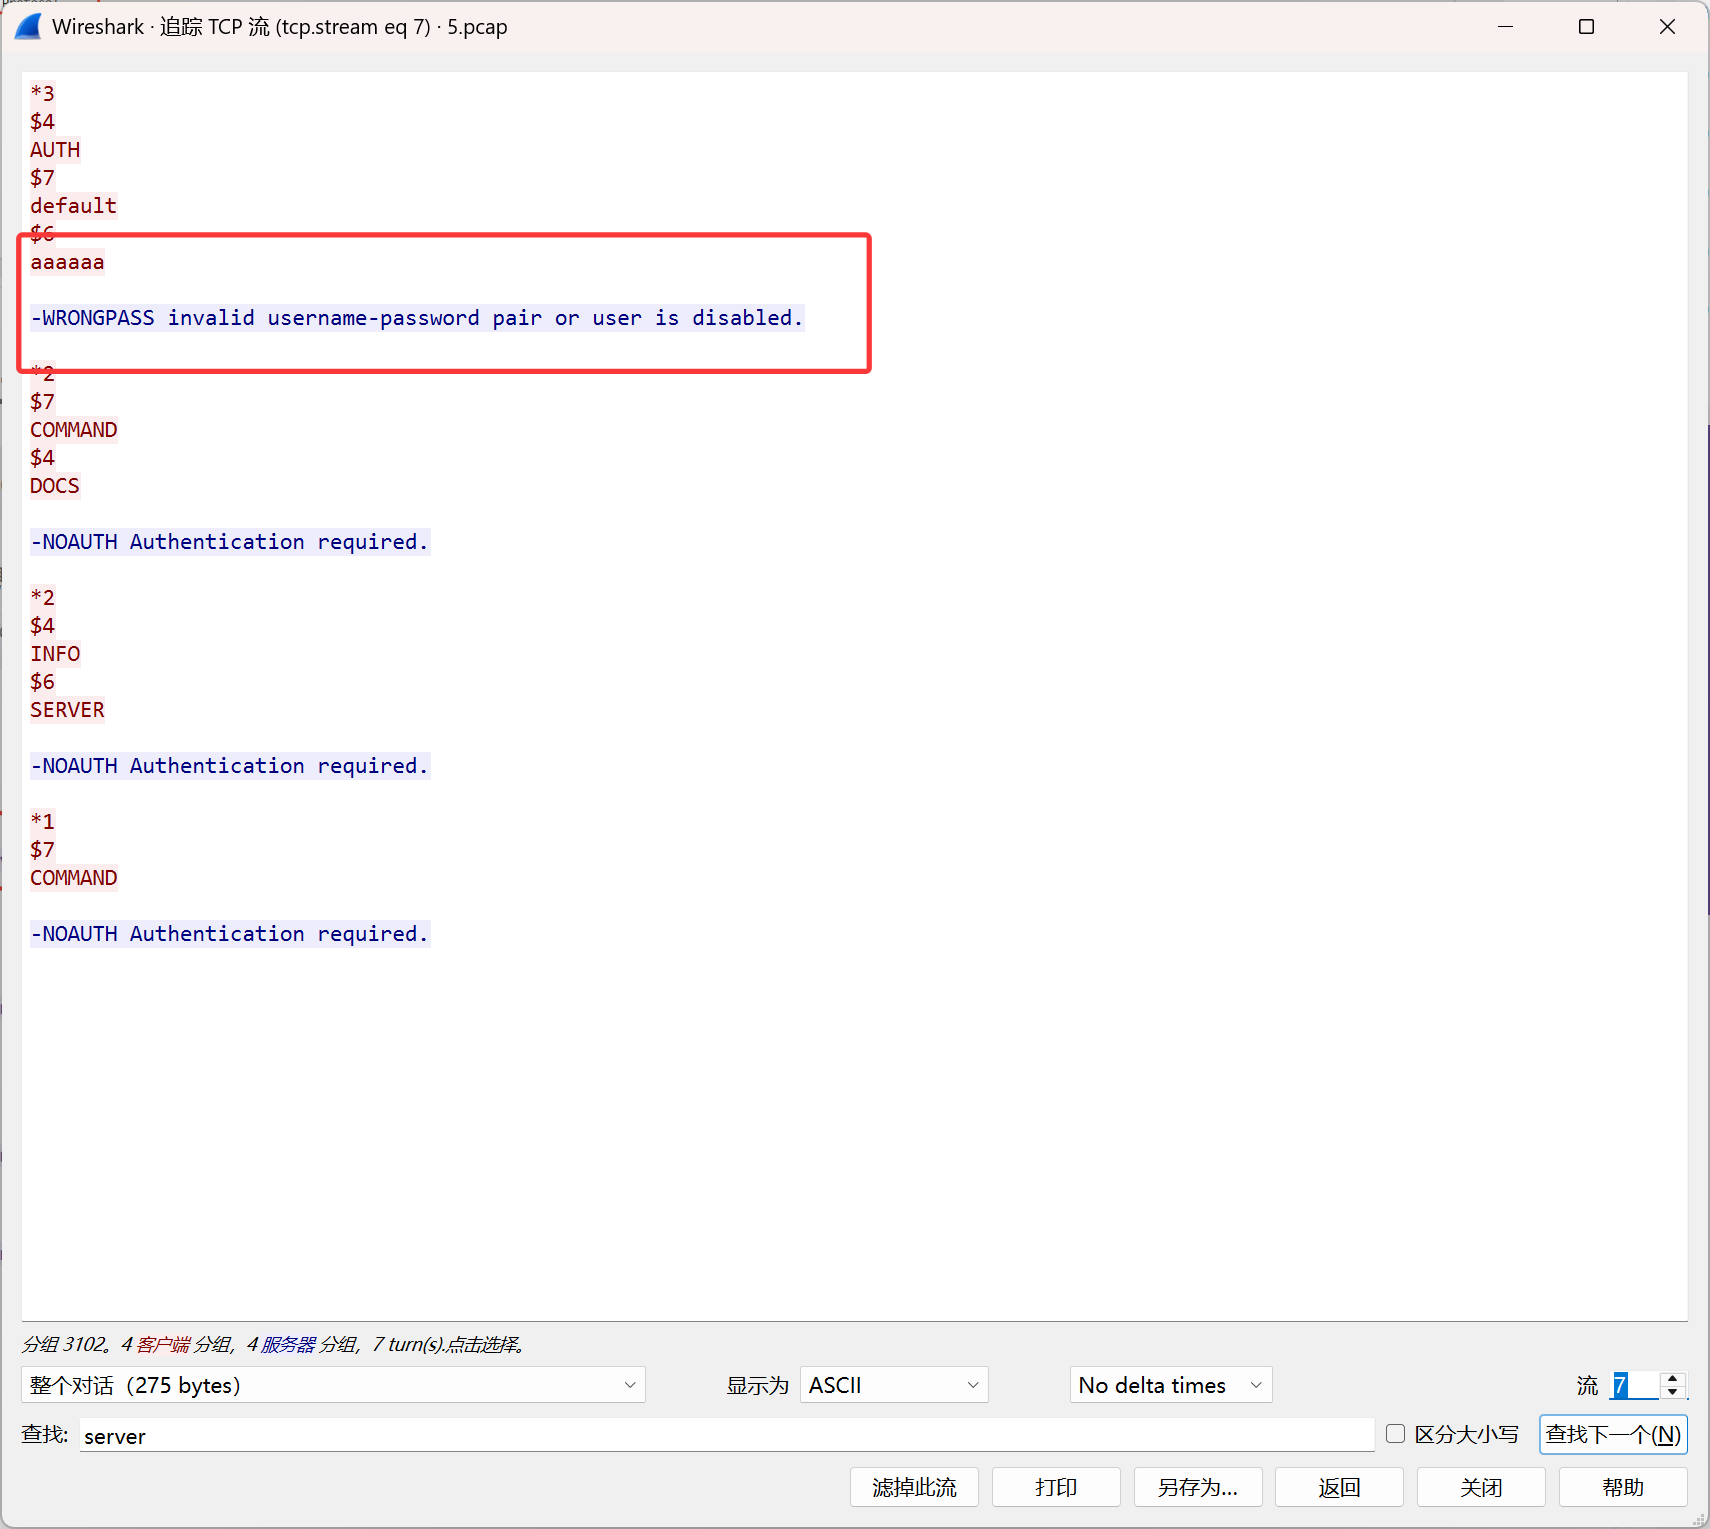 Wireshark · 追踪 TCP 流 (tcp.stream eq 7) · 5.pcap
*3
$4
AUTH
$7
default
$6
aaaaaa
-WRONGPASS invalid username-password pair or user is disabled.
*2
$7
COMMAND
$4
DOCS
-NOAUTH Authentication required.
*2
$4
INFO
$6
SERVER
-NOAUTH Authentication required.
*1
$7
COMMAND
-NOAUTH Authentication required.
分组 3102。4 客户端 分组，4 服务器 分组，7 turn(s).点击选择。
整个对话（275 bytes） 显示为 ASCII No delta times 流 7
查找: server 区分大小写 查找下一个(N)
滤掉此流 打印 另存为... 返回 关闭 帮助